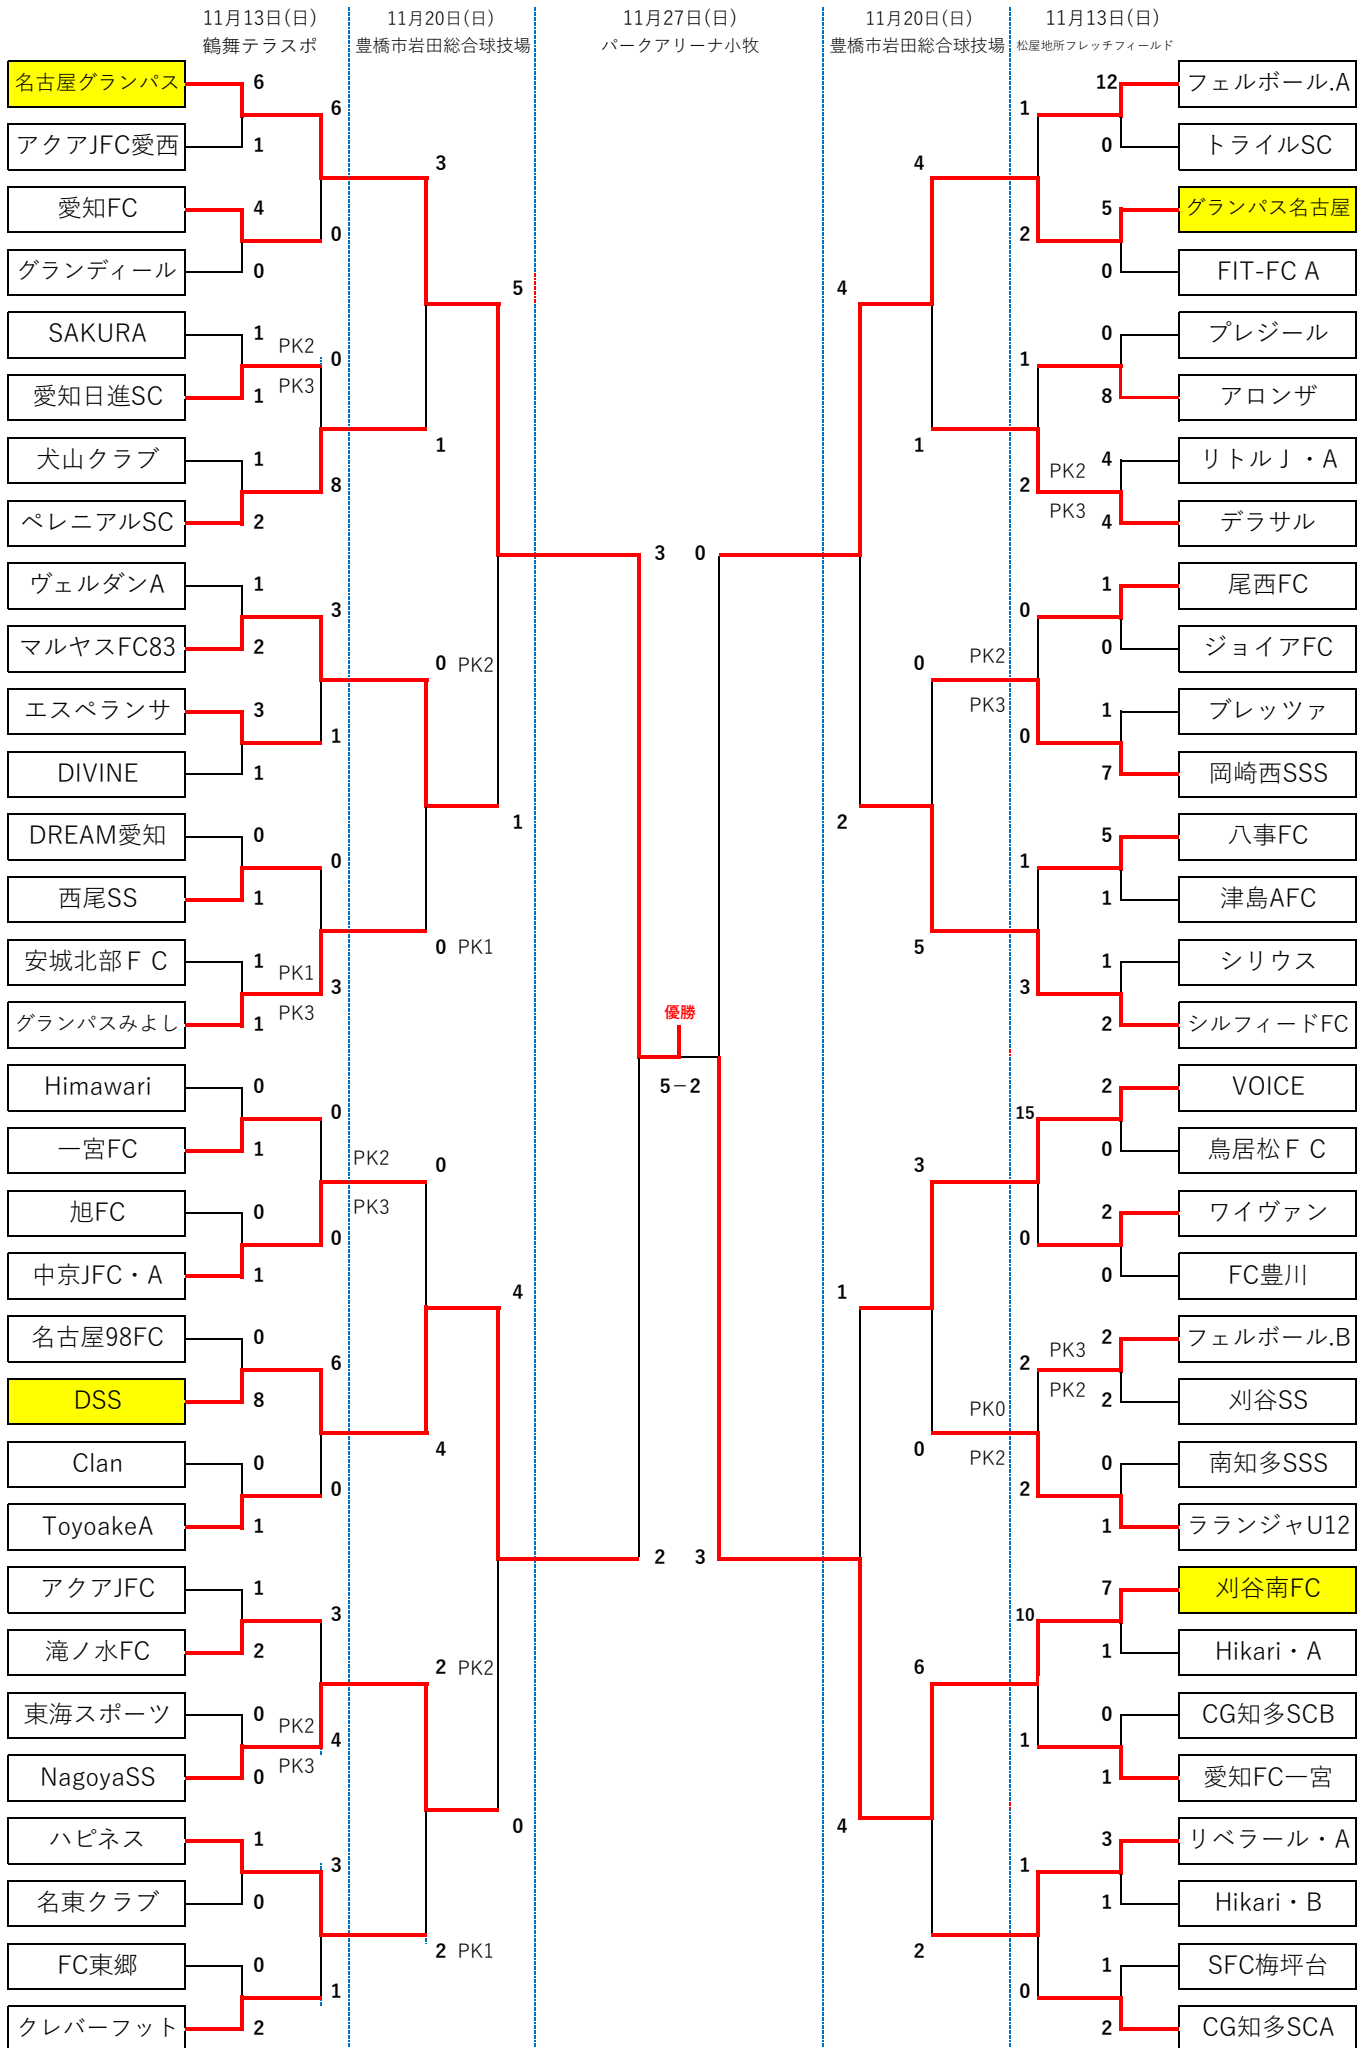 11月13日(日) 11月20日(日) 11月27日(日) 11月20日(日) 11月13日(日)
鶴舞テラスポ 豊橋市岩田総合球技場 パークアリーナ小牧 豊橋市岩田総合球技場 松屋地所フレッチフィールド
名古屋グランパス 6 12 フェルボール.A
6 1
アクアJFC愛西 1 0 トライルSC
3 4
愛知FC 4 5 グランパス名古屋
0 2
グランディール 0 0 FIT-FC A
5 4
SAKURA 1 0 プレジール
PK2 0 1
PK3
愛知日進SC 1 8 アロンザ
1 1
犬山クラブ 1 4 リトルJ・A
8 2 PK2
PK3
ペレニアルSC 2 4 デラサル
3 0
ヴェルダンA 1 1 尾西FC
3 0
マルヤスFC83 2 0 ジョイアFC
0 PK2 0 PK2
PK3
エスペランサ 3 1 ブレッツァ
1 0
DIVINE 1 7 岡崎西SSS
1 2
DREAM愛知 0 5 八事FC
0 1
西尾SS 1 1 津島AFC
0 PK1 5
安城北部FC 1 1 シリウス
PK1 3 3
PK3 優勝
グランパスみよし 1 2 シルフィードFC
Himawari 0 5-2 2 VOICE
0 15
一宮FC 1 0 鳥居松FC
PK2 0 3
PK3
旭FC 0 2 ワイヴァン
0 0
中京JFC・A 1 0 FC豊川
4 1
名古屋98FC 0 2 フェルボール.B
6 2 PK3
PK2
DSS 8 2 刈谷SS
PK0
4 0 PK2
Clan 0 0 南知多SSS
0 2
ToyoakeA 1 1 ラランジャU12
2 3
アクアJFC 1 7 刈谷南FC
3 10
滝ノ水FC 2 1 Hikari・A
2 PK2 6
東海スポーツ 0 0 CG知多SCB
PK2 4 1
PK3
NagoyaSS 0 1 愛知FC一宮
0 4
ハピネス 1 3 リベラール・A
3 1
名東クラブ 0 1 Hikari・B
2 PK1 2
FC東郷 0 1 SFC梅坪台
1 0
クレバーフット 2 2 CG知多SCA